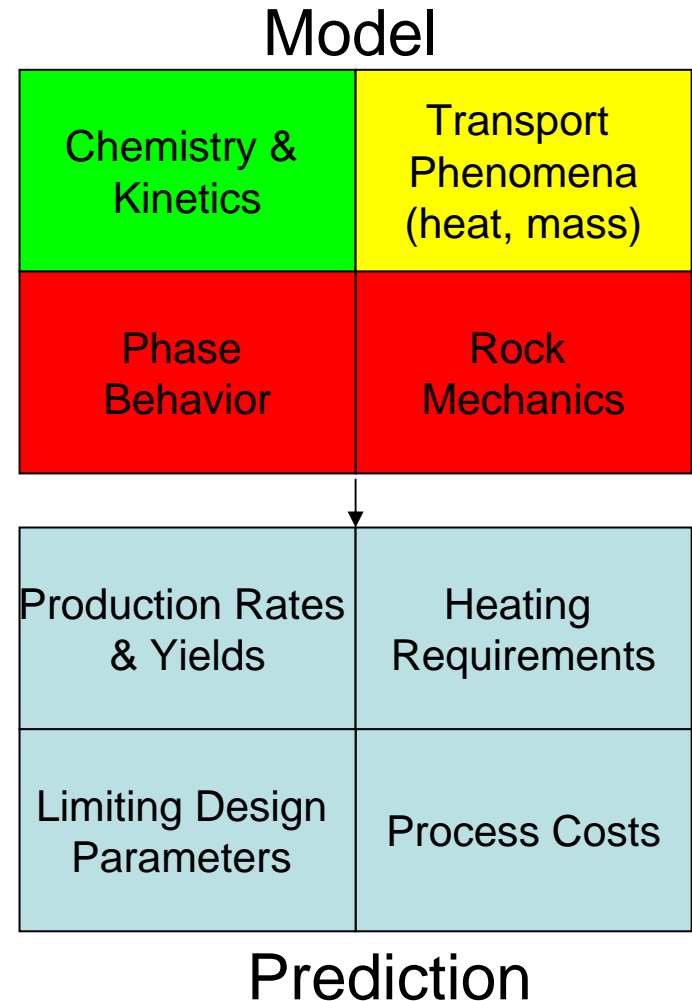 Model
Chemistry &
Kinetics
Transport
Phenomena
(heat, mass)
Phase
Behavior
Rock
Mechanics
Production Rates
& Yields
Heating
Requirements
Limiting Design
Parameters
Process Costs
Prediction